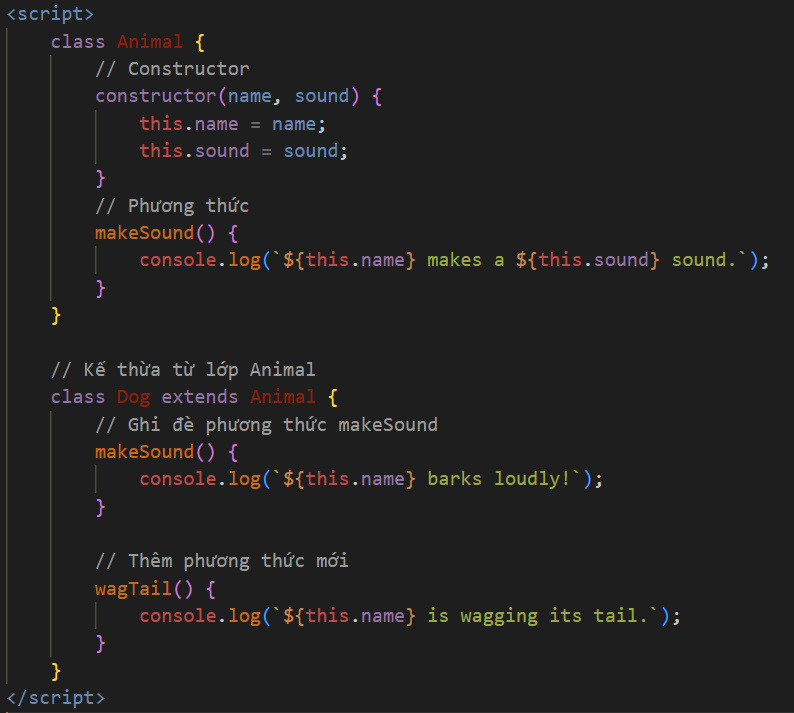 <script>
class Animal {
// Constructor
constructor(name, sound) {
this.name = name;
this.sound = sound;
}
// Phương thức
makeSound() {
console.log(`${this.name} makes a ${this.sound} sound.`);
}
}
// Kế thừa từ lớp Animal
class Dog extends Animal {
// Ghi đè phương thức makeSound
makeSound() {
console.log(`${this.name} barks loudly!`);
}
// Thêm phương thức mới
wagTail() {
console.log(`${this.name} is wagging its tail.`);
}
}
</script>